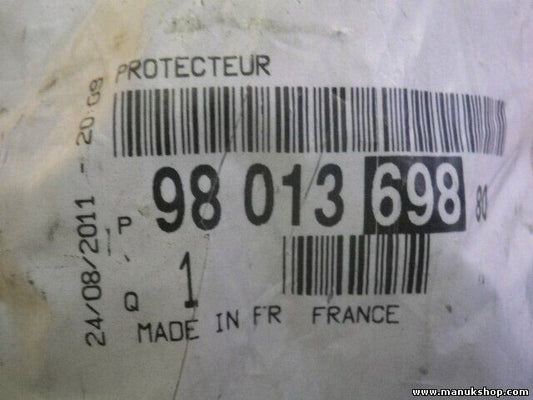 PROTECTEUR
24/08/2011 - 20:09
P 98 013 698 80
Q 1
MADE IN FR FRANCE
www.manukshop.com